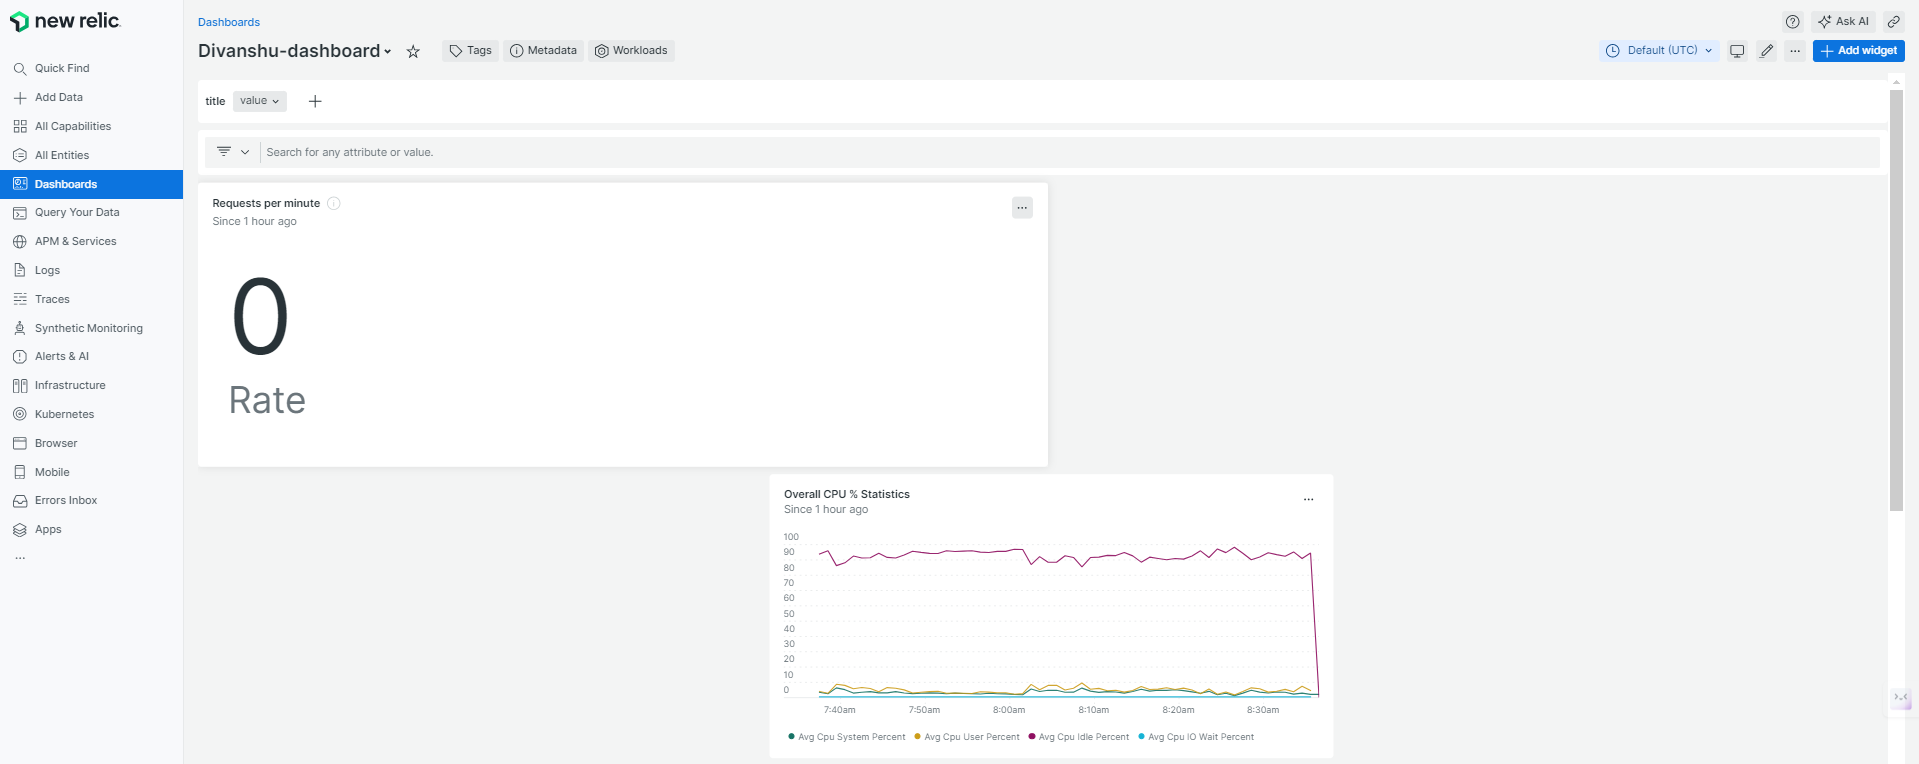 new relic
Quick Find
Add Data
All Capabilities
All Entities
Dashboards
Query Your Data
APM & Services
Logs
Traces
Synthetic Monitoring
Alerts & AI
Infrastructure
Kubernetes
Browser
Mobile
Errors Inbox
Apps
...
Dashboards
Ask AI
Divanshu-dashboard
Tags Metadata Workloads
Default (UTC) ... Add widget
title value
Search for any attribute or value.
Requests per minute
Since 1 hour ago
...
0
Rate
Overall CPU % Statistics
Since 1 hour ago
...
100
90
80
70
60
50
40
30
20
10
0
7:40am 7:50am 8:00am 8:10am 8:20am 8:30am
Avg Cpu System Percent Avg Cpu User Percent Avg Cpu Idle Percent Avg Cpu IO Wait Percent